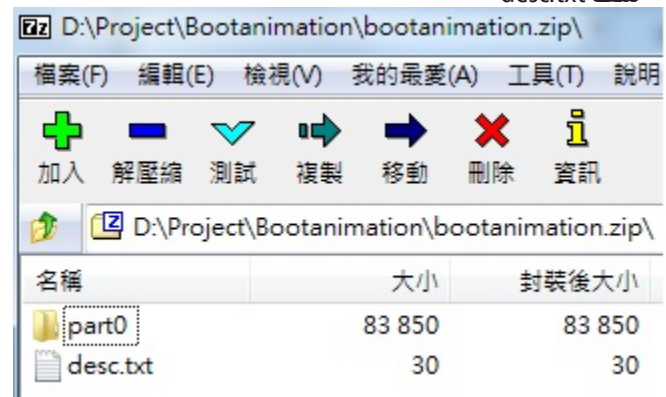 D:\Project\Bootanimation\bootanimation.zip\
檔案(F) 編輯(E) 檢視(V) 我的最愛(A) 工具(T) 說明
加入 解壓縮 測試 複製 移動 刪除 資訊
D:\Project\Bootanimation\bootanimation.zip\
名稱 大小 封裝後大小
part0 83 850 83 850
desc.txt 30 30